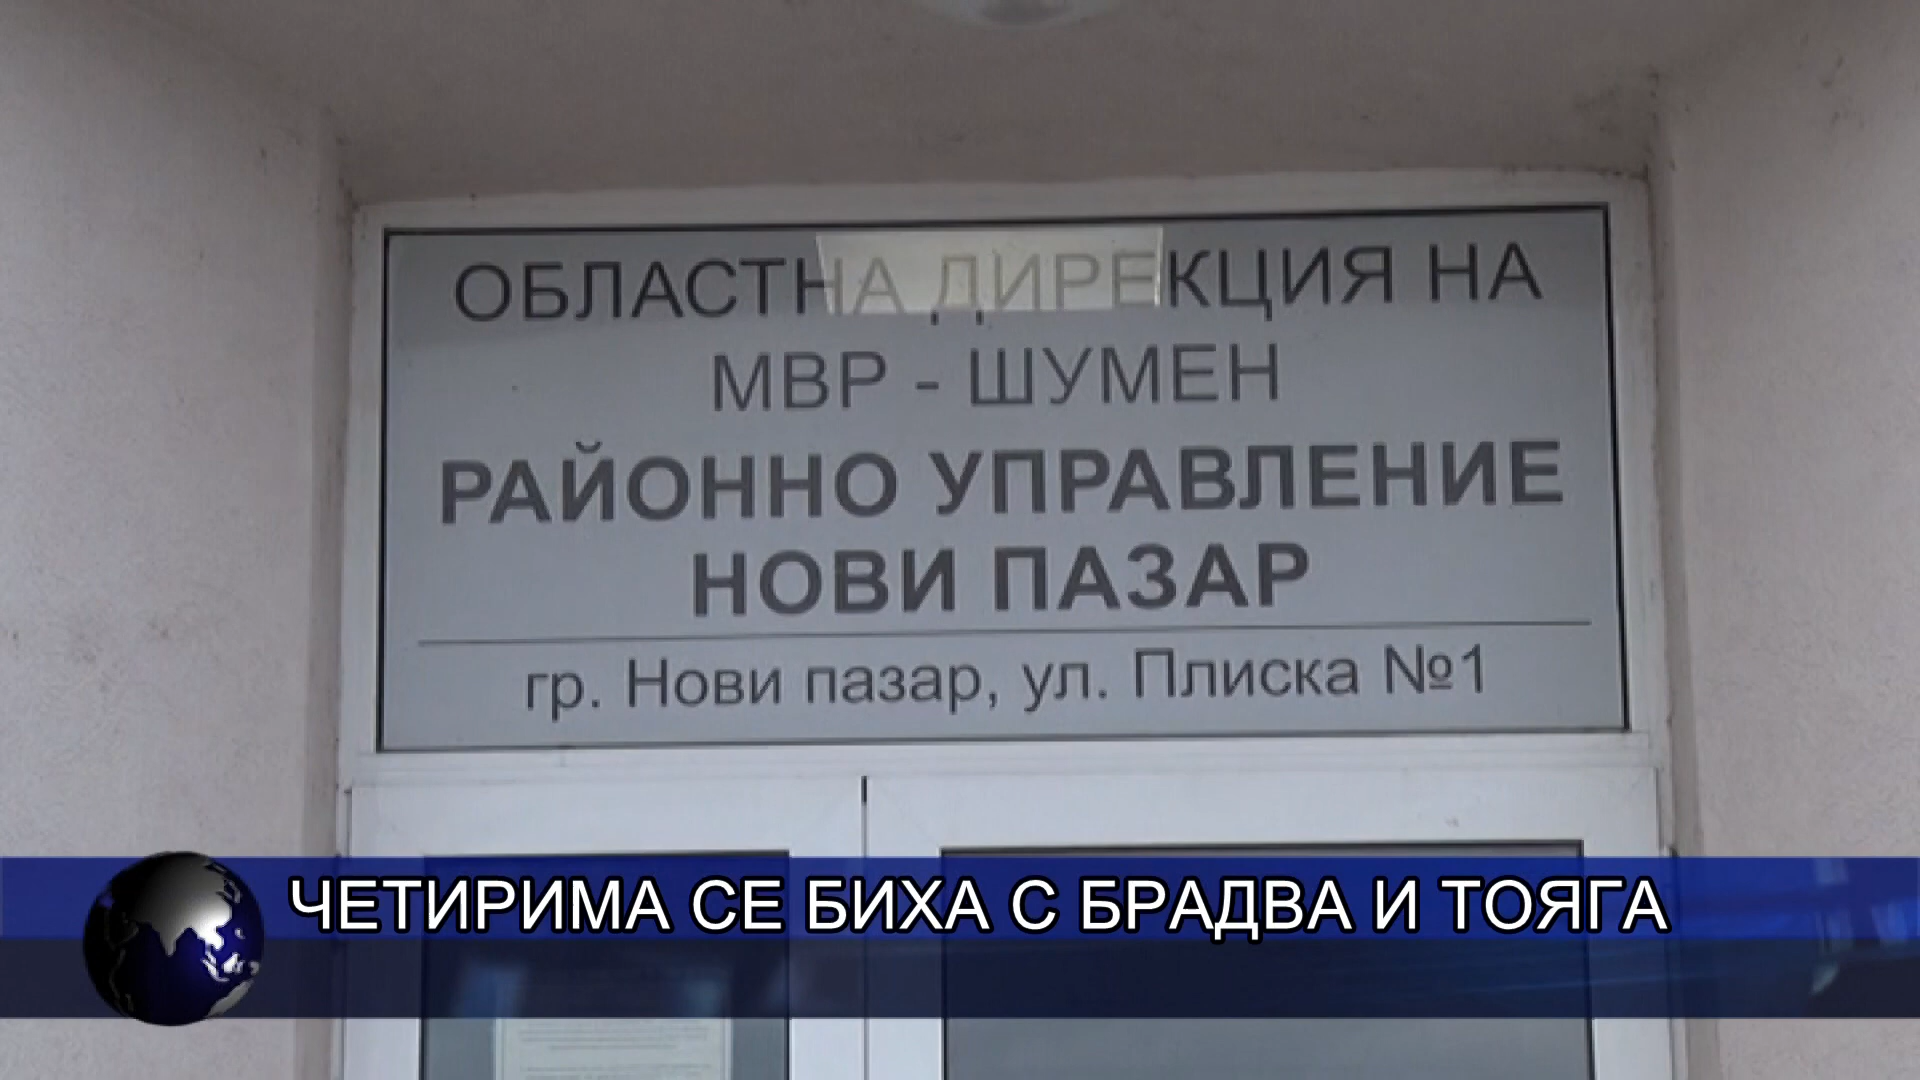 ОБЛАСТНА ДИРЕКЦИЯ НА
МВР - ШУМЕН
РАЙОННО УПРАВЛЕНИЕ
НОВИ ПАЗАР
гр. Нови пазар, ул. Плиска №1
ЧЕТИРИМА СЕ БИХА С БРАДВА И ТОЯГА